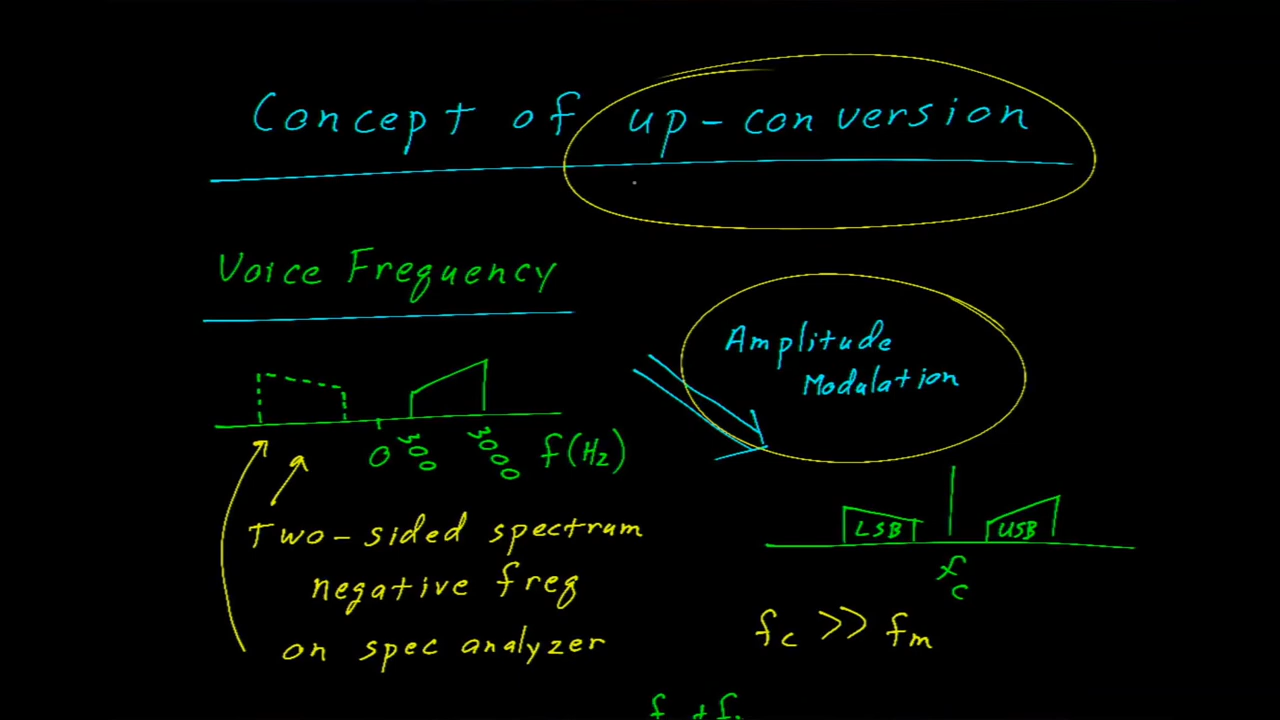 Concept of up-conversion
Voice Frequency
Amplitude
Modulation
0 300 3000 f(Hz)
Two-sided spectrum
negative freq
on spec analyzer
LSB USB
fc
fc >> fm